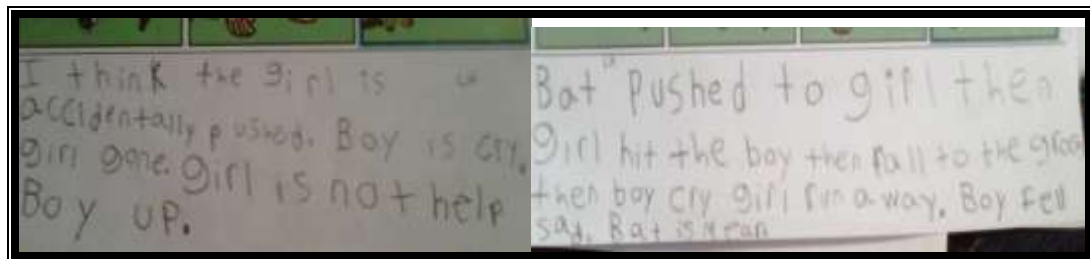 I think the girl is
accidentally pushed. Boy is cry.
girl gone. girl is not help
Boy up.
Bat pushed to girl then
girl hit the boy then fall to the
then boy cry girl run away. Boy fell
sad. Bat is mean